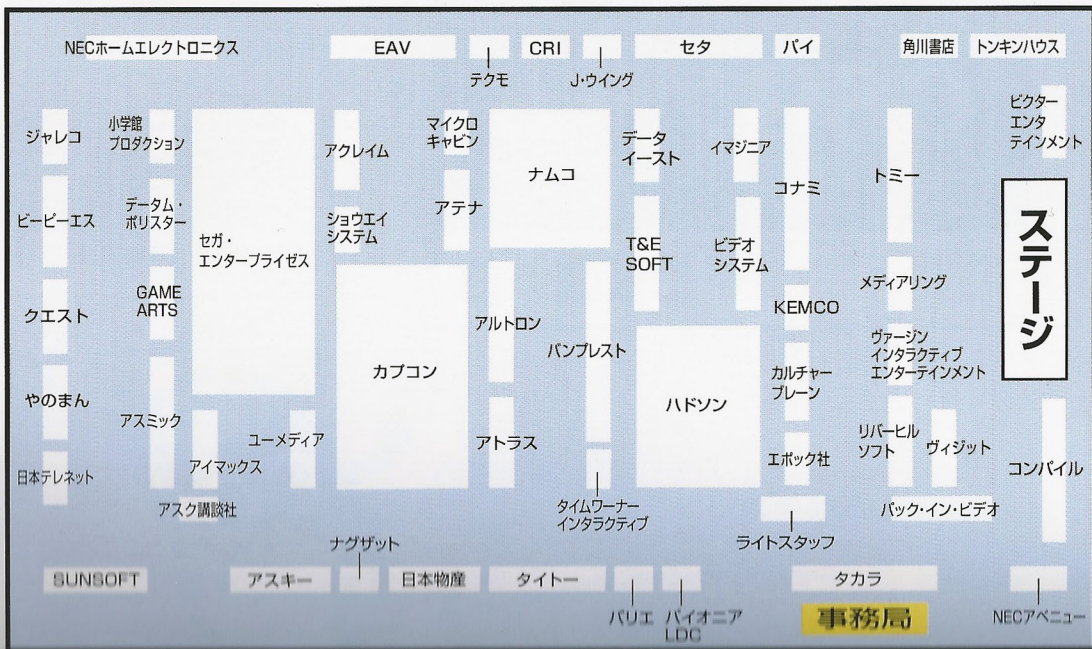 NECホームエレクトロニクス
EAV
テクモ
CRI
J・ウイング
セタ
パイ
角川書店
トンキンハウス
ジャレコ
小学館
プロダクション
アクレイム
マイクロ
キャビン
ナムコ
データ
イースト
イマジニア
コナミ
トミー
ビクター
エンタ
テインメント
ビーピーエス
データム・
ポリスター
セガ・
エンタープライゼス
ショウエイ
システム
アテナ
T&E
SOFT
ビデオ
システム
ステージ
クエスト
GAME
ARTS
カプコン
アルトロン
バンプレスト
ハドソン
KEMCO
メディアリング
カルチャー
ブレーン
ヴァージン
インタラクティブ
エンターテインメント
やのまん
アスミック
アイマックス
ユーメディア
アトラス
エポック社
リバーヒル
ソフト
ヴィジット
コンパイル
日本テレネット
アスク講談社
タイムワーナー
インタラクティブ
ライトスタッフ
パック・イン・ビデオ
ナグザット
SUNSOFT
アスキー
日本物産
タイトー
バリエ
パイオニア
LDC
タカラ
事務局
NECアベニュー